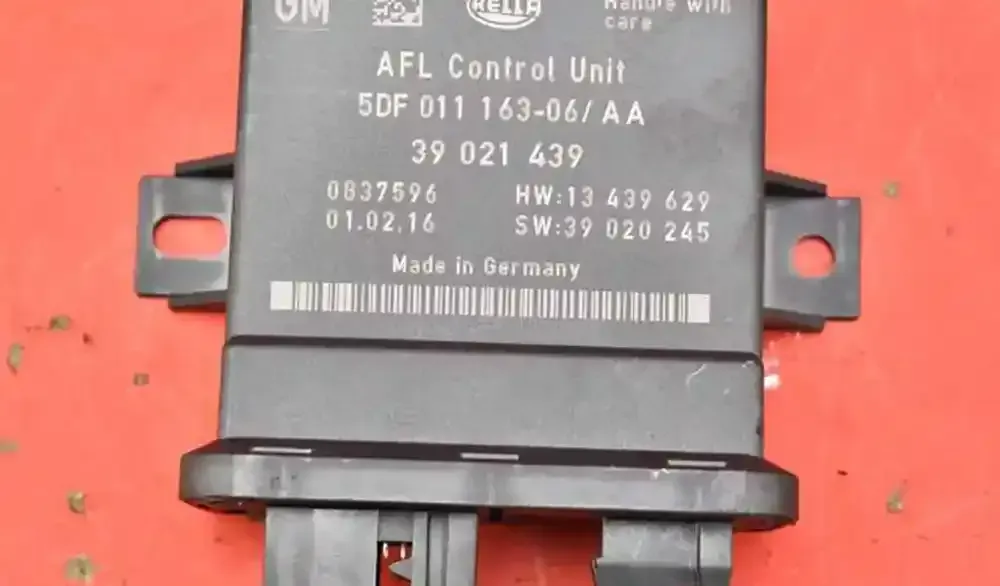 GM HELLA Handle with
care
AFL Control Unit
5DF 011 163-06/AA
39 021 439
0837596 HW:13 439 629
01.02.16 SW:39 020 245
Made in Germany